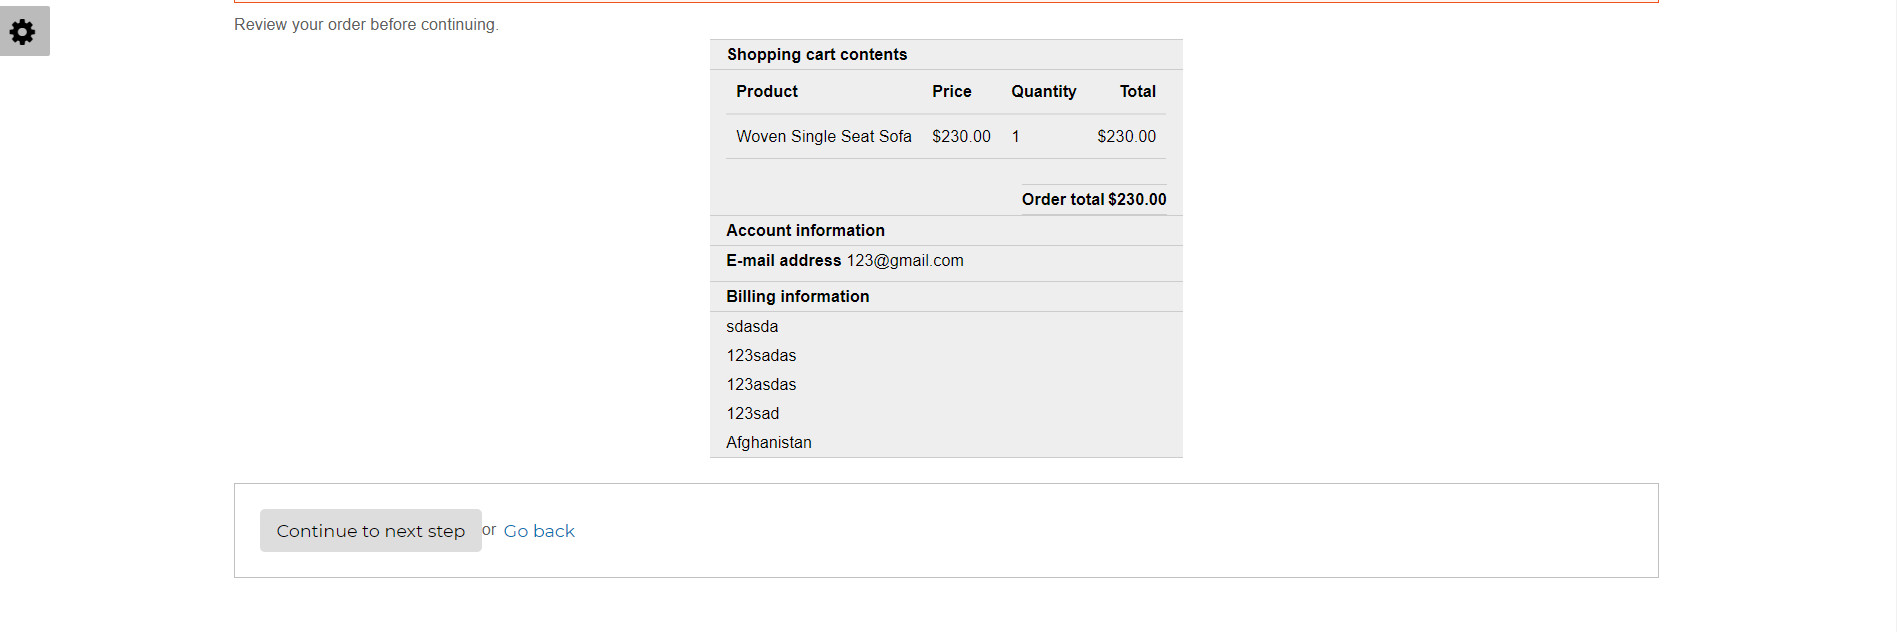 Review your order before continuing.
Shopping cart contents
Product Price Quantity Total
Woven Single Seat Sofa $230.00 1 $230.00
Order total $230.00
Account information
E-mail address 123@gmail.com
Billing information
sdasda
123sadas
123asdas
123sad
Afghanistan
Continue to next step or Go back